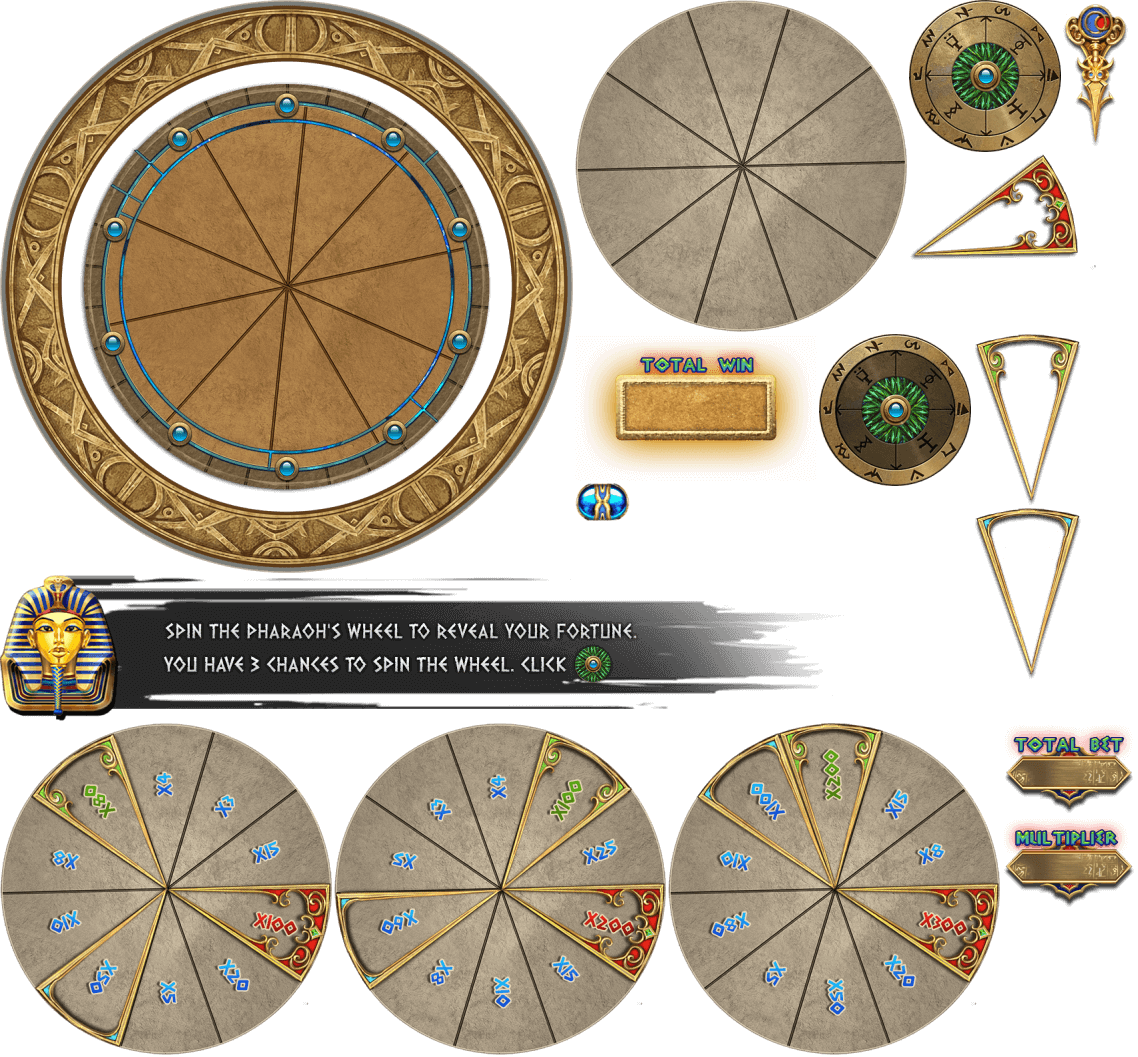 TOTAL WIN
SPIN THE PHARAOH'S WHEEL TO REVEAL YOUR FORTUNE.
YOU HAVE 3 CHANCES TO SPIN THE WHEEL. CLICK
X80
X4
X3
X15
X100
X20
X5
X50
X10
X8
X4
X100
X25
X200
X15
X10
X8
X60
X5
X3
X200
X15
X8
X300
X20
X50
X5
X80
X10
X100
TOTAL BET
MULTIPLIER